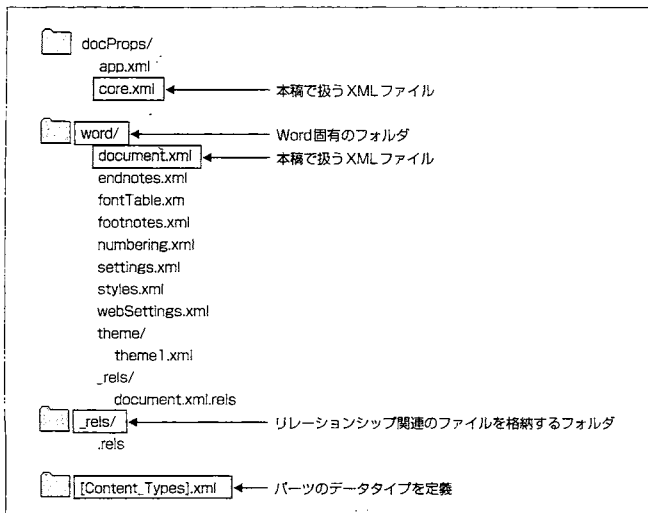 docProps/
app.xml
core.xml 本稿で扱うXMLファイル
word/ Word固有のフォルダ
document.xml 本稿で扱うXMLファイル
endnotes.xml
fontTable.xm
footnotes.xml
numbering.xml
settings.xml
styles.xml
webSettings.xml
theme/
theme1.xml
_rels/
document.xml.rels
_rels/ リレーションシップ関連のファイルを格納するフォルダ
.rels
[Content_Types].xml パーツのデータタイプを定義